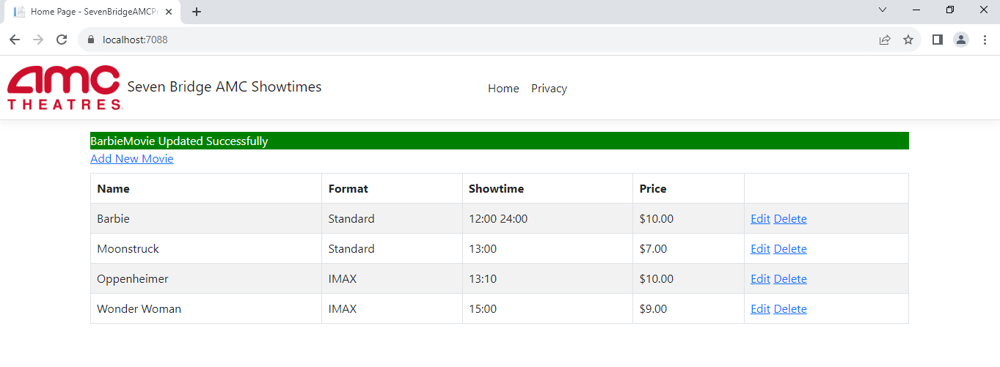 Home Page - SevenBridgeAMCP
localhost:7088
amc
THEATRES
Seven Bridge AMC Showtimes
Home Privacy
BarbieMovie Updated Successfully
Add New Movie
Name Format Showtime Price
Barbie Standard 12:00 24:00 $10.00 Edit Delete
Moonstruck Standard 13:00 $7.00 Edit Delete
Oppenheimer IMAX 13:10 $10.00 Edit Delete
Wonder Woman IMAX 15:00 $9.00 Edit Delete